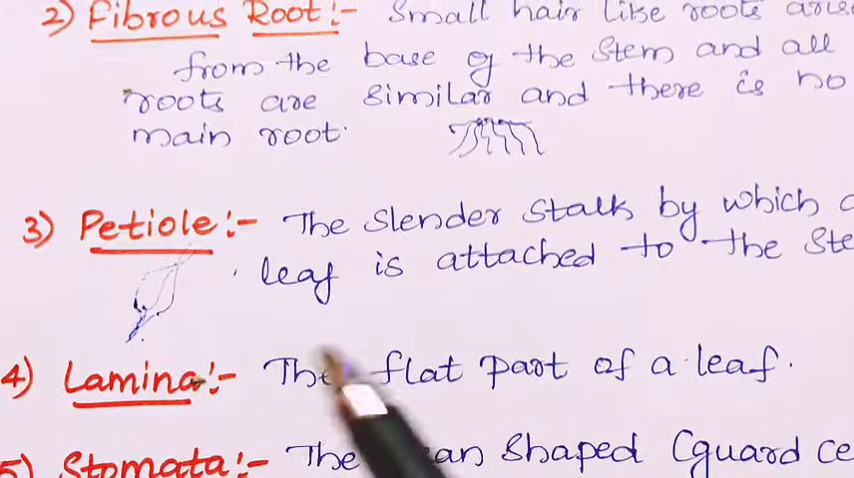 2) Fibrous Root :- Small hair like roots
from the base of the stem and all
roots are similar and there is no
main root.
3) Petiole :- The slender stalk by which a
leaf is attached to the
4) Lamina :- The flat part of a leaf.
5) Stomata :- The shaped (guard